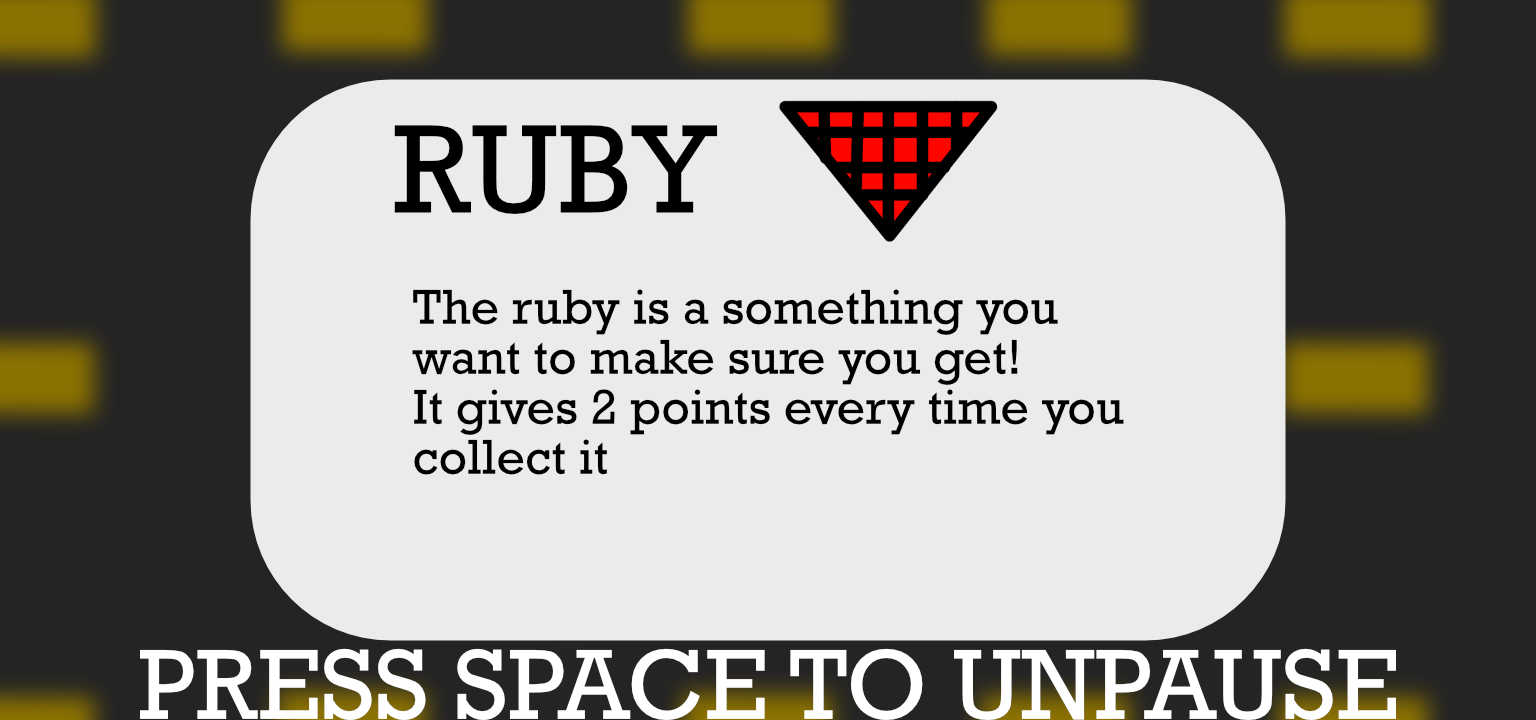 RUBY
The ruby is a something you
want to make sure you get!
It gives 2 points every time you
collect it
PRESS SPACE TO UNPAUSE